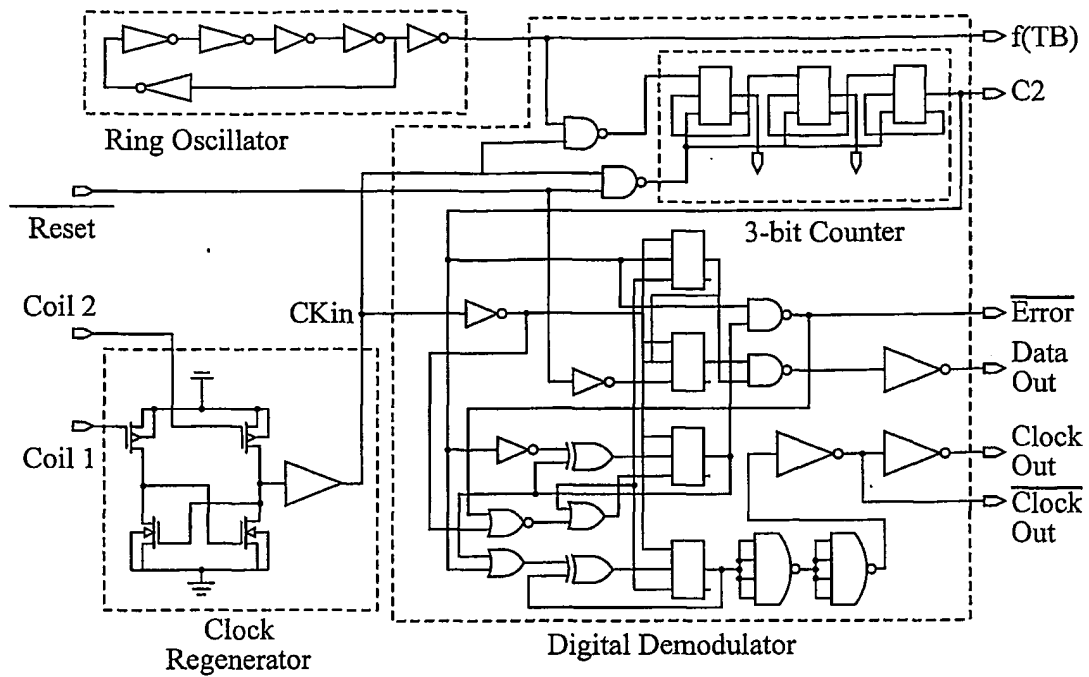 f(TB)
C2
Ring Oscillator
Reset
3-bit Counter
Coil 2
CKin
Error
Data
Out
Coil 1
Clock
Out
Clock
Out
Clock
Regenerator
Digital Demodulator